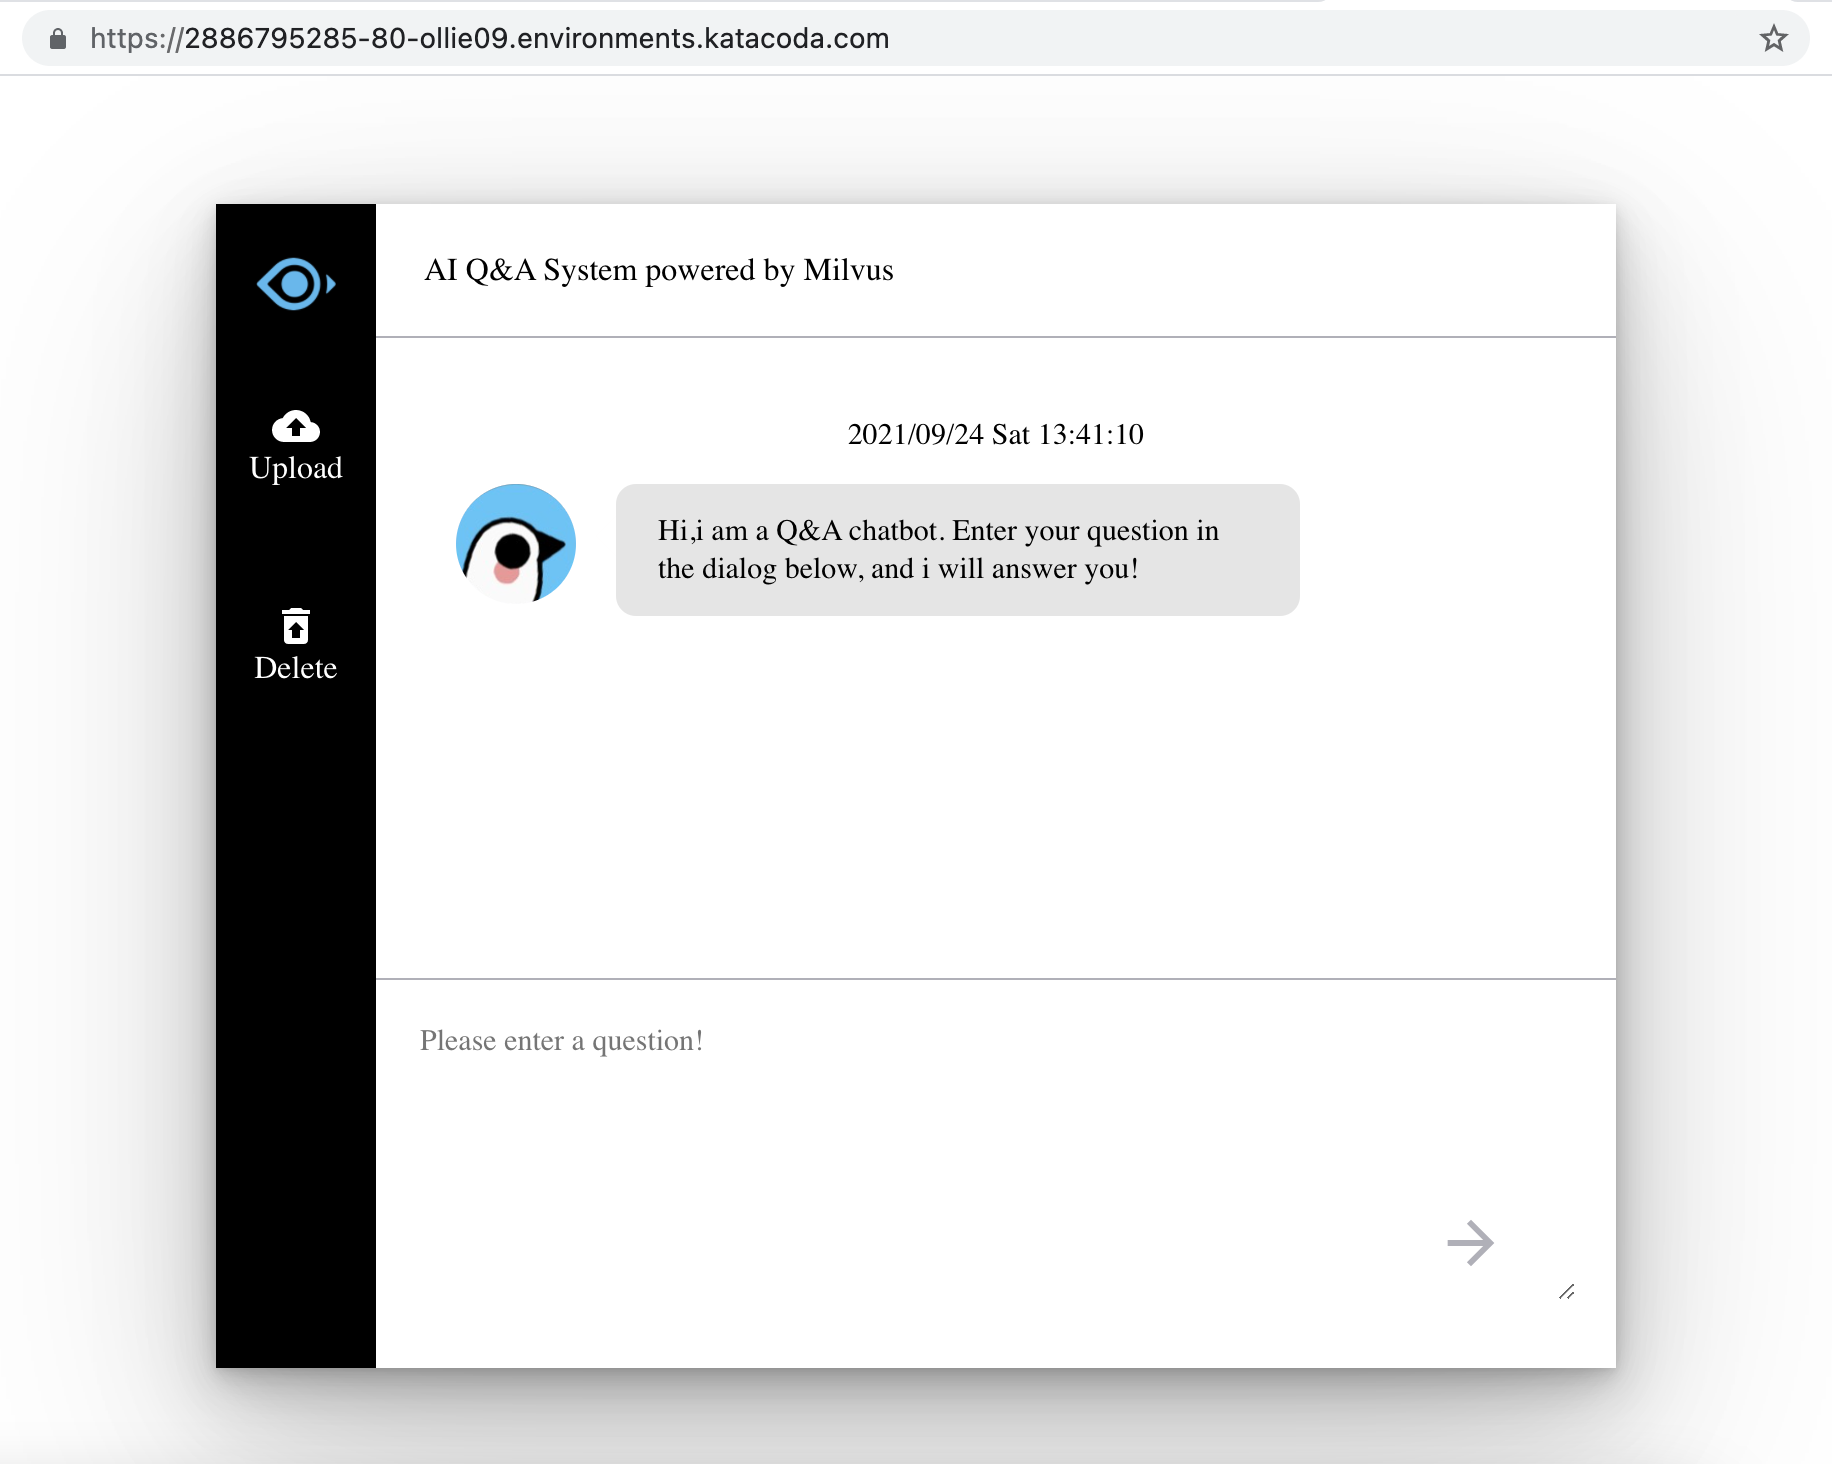 https://2886795285-80-ollie09.environments.katacoda.com
AI Q&A System powered by Milvus
Upload
Delete
2021/09/24 Sat 13:41:10
Hi,i am a Q&A chatbot. Enter your question in
the dialog below, and i will answer you!
Please enter a question!